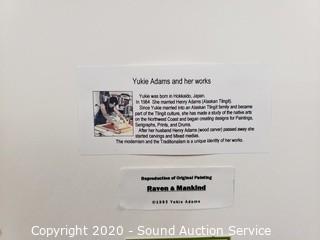 Yukie Adams and her works
Yukie was born in Hokkaido, Japan.
In 1984 She married Henry Adams (Alaskan Tlingit).
Since Yukie married into an Alaskan Tlingit family and became
part of the Tlingit culture, she has made a study of the native arts
on the Northwest Coast and began creating designs for Paintings,
Serigraphs, Prints, and Drums.
After her husband Henry Adams (wood carver) passed away she
started carvings and Mixed medias.
The modernism and the Traditionalism is a unique identity of her works.
Reproduction of Original Painting
Raven & Mankind
©1995 Yukie Adams
Copyright 2020 - Sound Auction Service